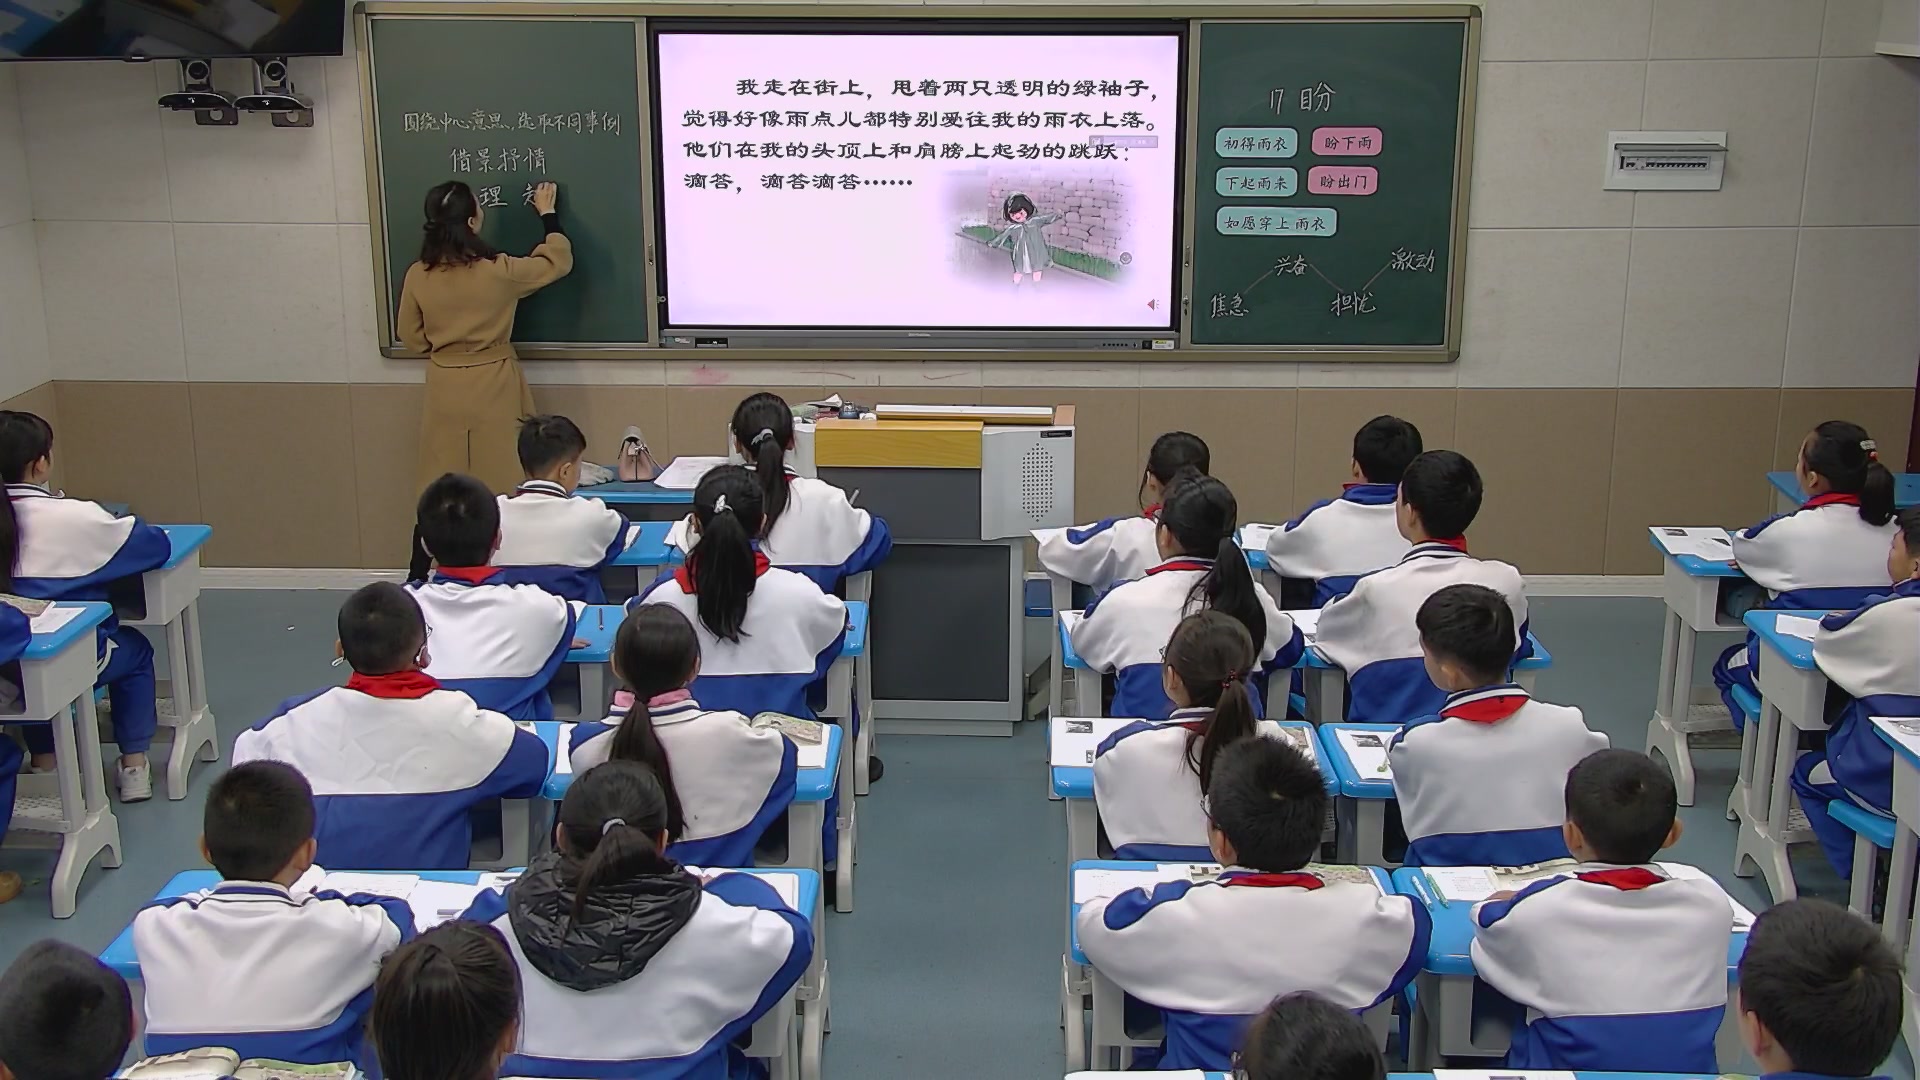 围绕中心意思，选取不同事例
借景抒情
理 走
我走在街上，甩着两只透明的绿袖子，
觉得好像雨点儿都特别爱往我的雨衣上落。
他们在我的头顶上和肩膀上起劲的跳跃：
滴答，滴答滴答……
17 盼
初得雨衣 盼下雨
下起雨来 盼出门
如愿穿上雨衣
兴奋 激动
焦急 担忧